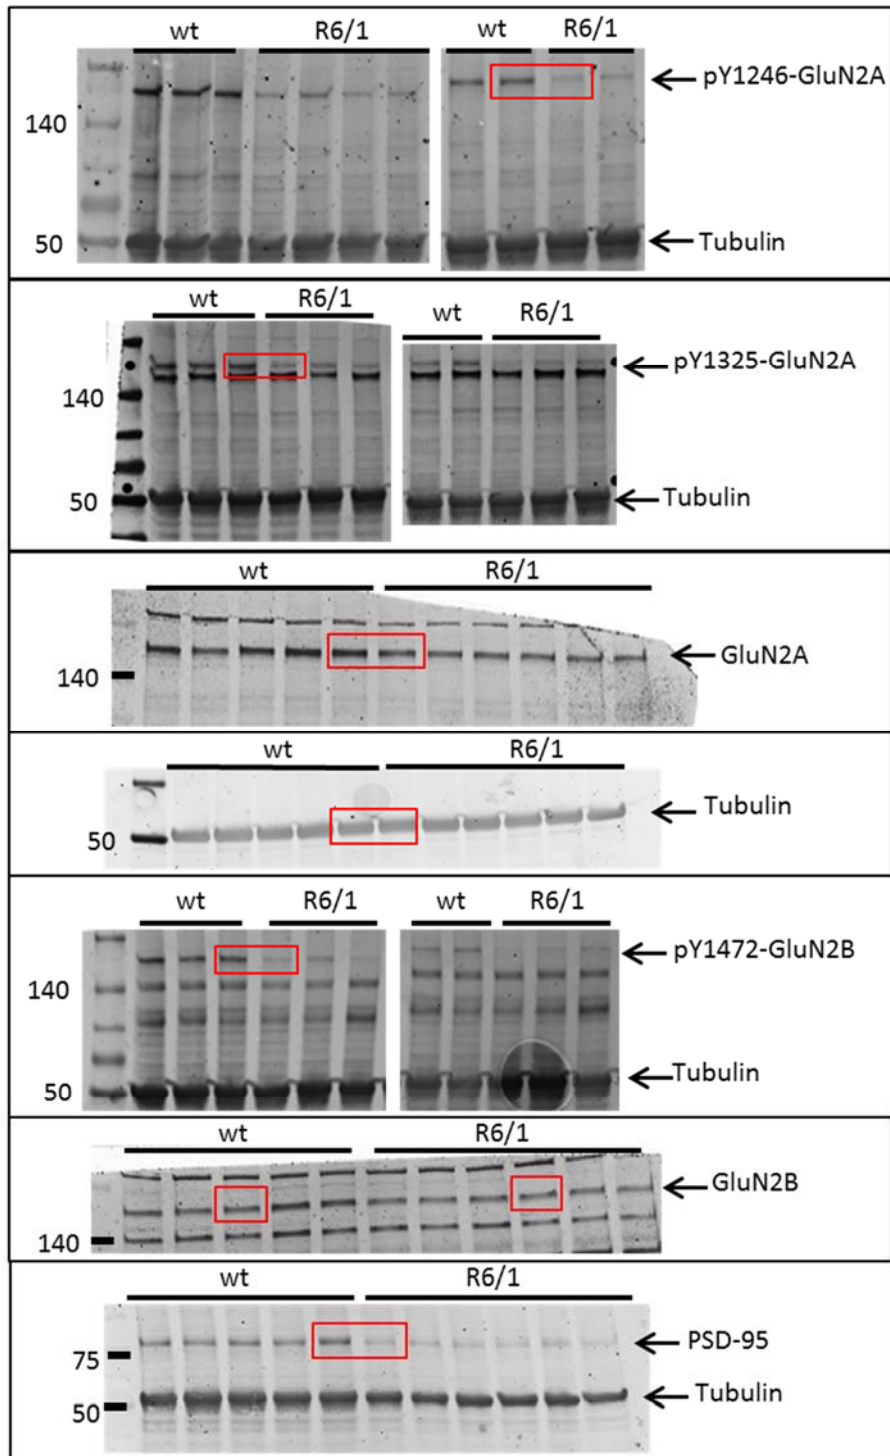 wt R6/1 wt R6/1
pY1246-GluN2A
140
50
Tubulin
wt R6/1 wt R6/1
pY1325-GluN2A
140
50
Tubulin
wt R6/1
GluN2A
140
wt R6/1
Tubulin
50
wt R6/1 wt R6/1
pY1472-GluN2B
140
Tubulin
50
wt R6/1
GluN2B
140
wt R6/1
PSD-95
75
Tubulin
50